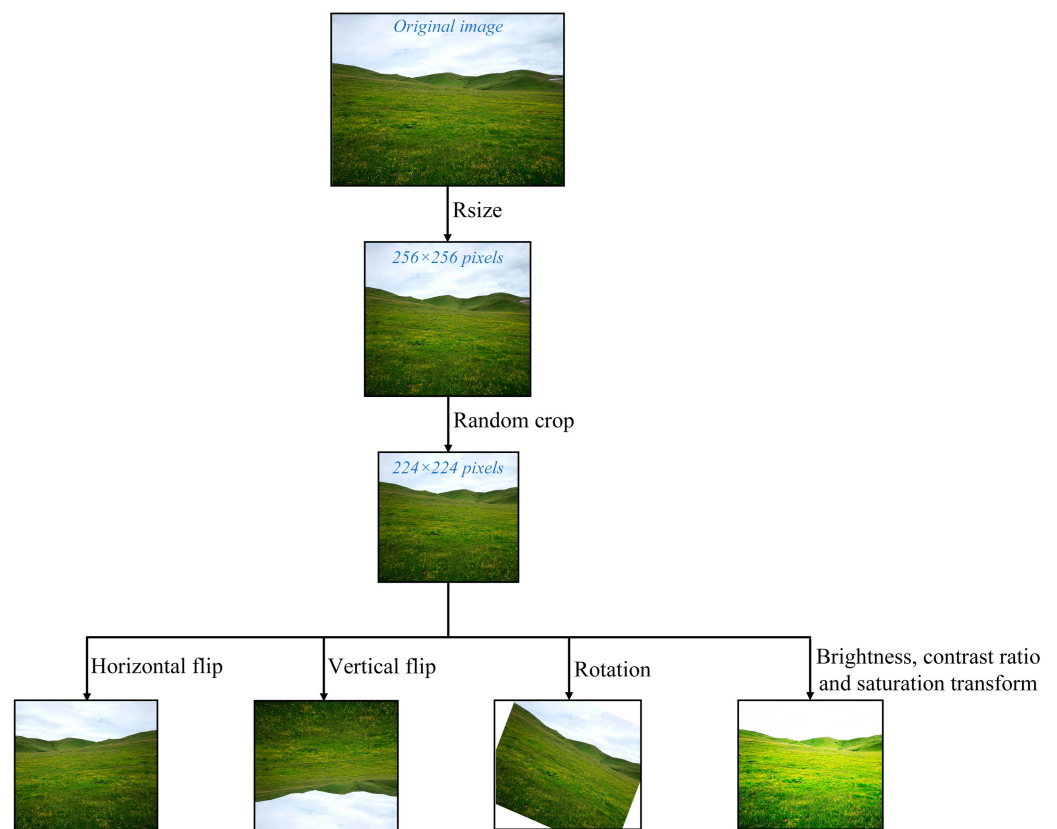 Original image
Rsize
256×256 pixels
Random crop
224×224 pixels
Horizontal flip
Vertical flip
Rotation
Brightness, contrast ratio
and saturation transform